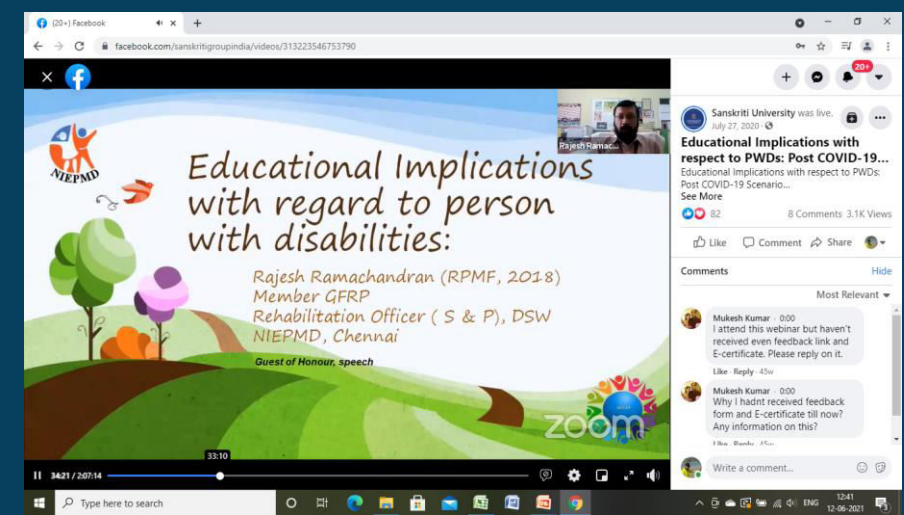 (20+) Facebook
facebook.com/sanskritigroupindia/videos/313223546753790
20+
NIEPMD
Rajesh Ramac...
Educational Implications
with regard to person
with disabilities:
Rajesh Ramachandran (RPMF, 2018)
Member GFRP
Rehabilitation Officer ( S & P), DSW
NIEPMD, Chennai
Guest of Honour, speech
zoom
33:10
34:21 / 2:07:14
Sanskriti University was live.
July 27, 2020 ·
Educational Implications with
respect to PWDs: Post COVID-19...
Educational Implications with respect to PWDs:
Post COVID-19 Scenario...
See More
82
8 Comments 3.1K Views
Like Comment Share
Comments Hide
Most Relevant
Mukesh Kumar · 0:00
I attend this webinar but haven't
received even feedback link and
E-certificate. Please reply on it.
Like · Reply · 45w
Mukesh Kumar · 0:00
Why I hadnt received feedback
form and E-certificate till now?
Any information on this?
Like · Reply · 45w
Write a comment...
Type here to search
ENG
12:41
12-06-2021